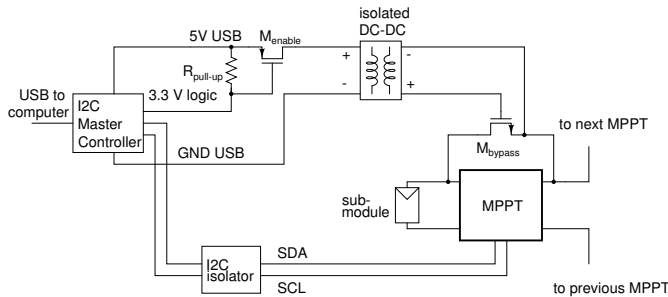 isolated
DC-DC
5V USB
M_enable
+
-
-
+
R_pull-up
USB to
computer
3.3 V logic
I2C
Master
Controller
GND USB
M_bypass
to next MPPT
sub-
module
MPPT
I2C
isolator
SDA
SCL
to previous MPPT